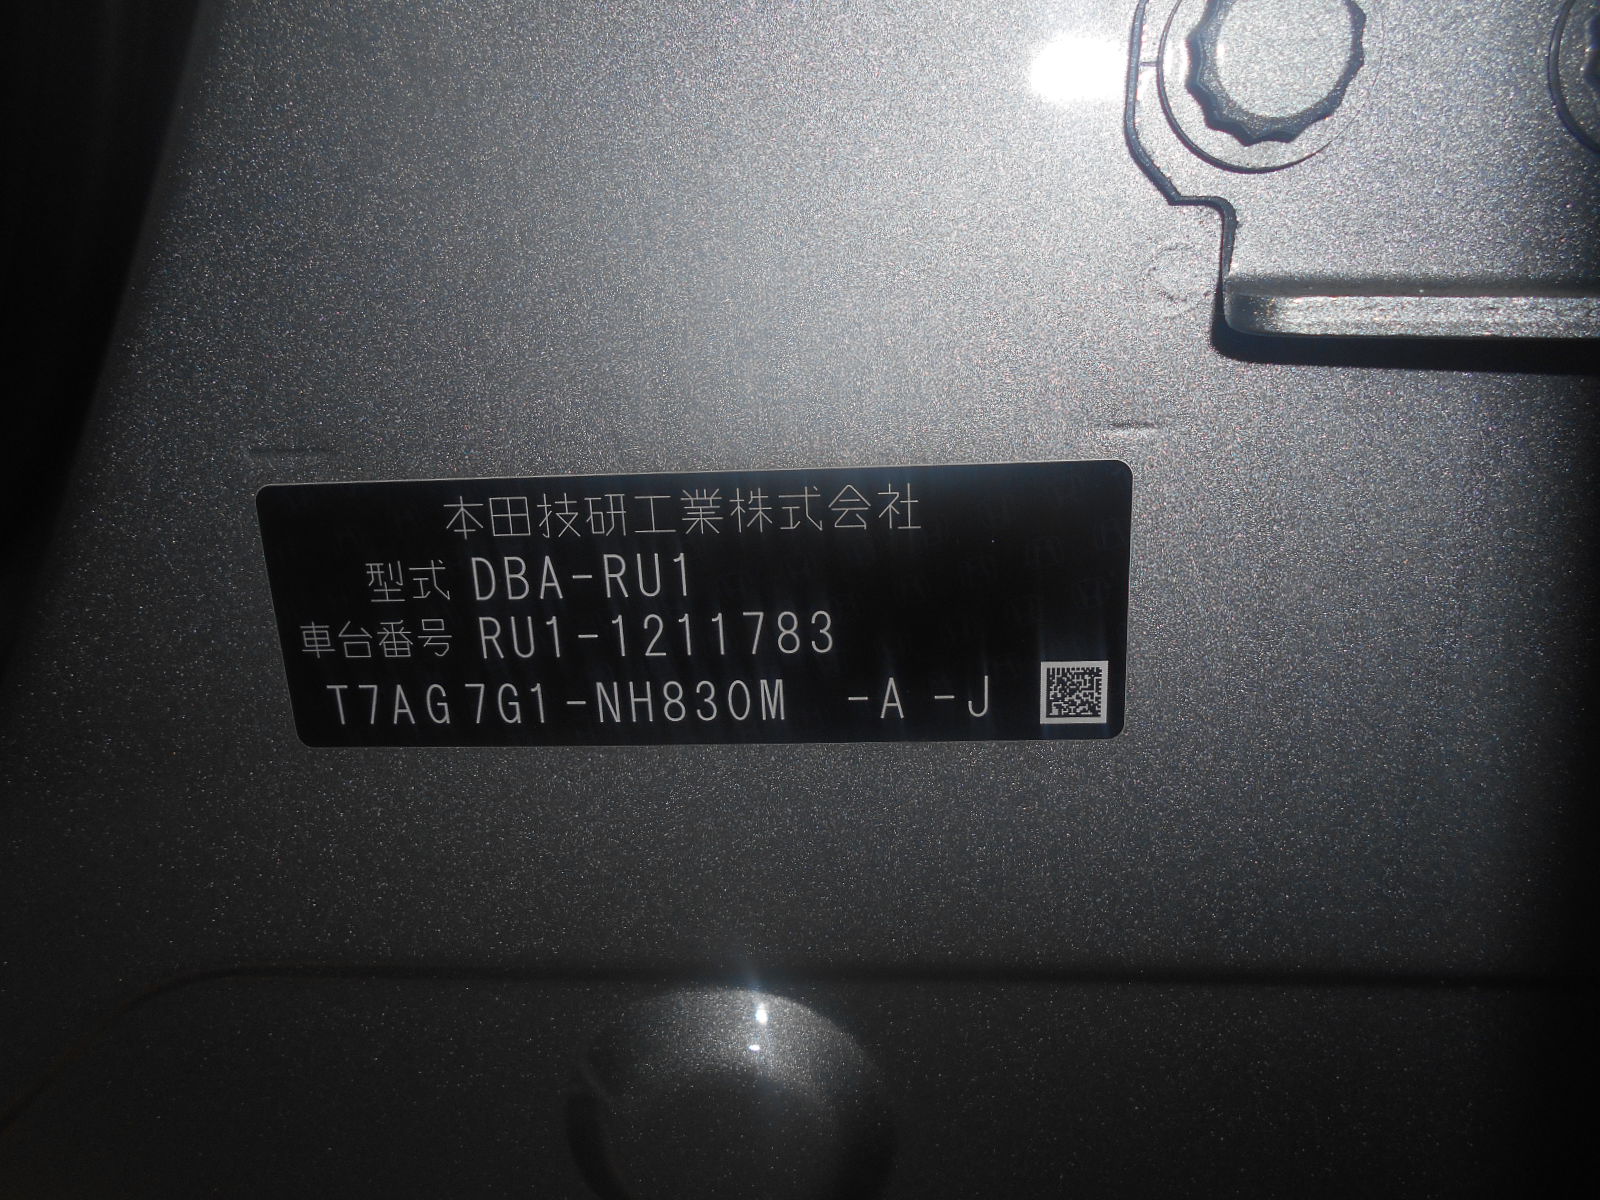 本田技研工業株式会社
型式 DBA-RU1
車台番号 RU1-1211783
T7AG7G1-NH830M -A -J